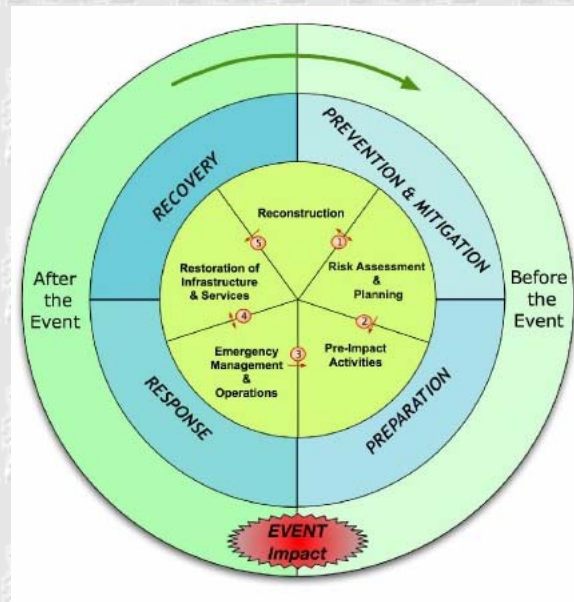 PREVENTION & MITIGATION
RECOVERY
Reconstruction
5
1
Restoration of
Infrastructure
& Services
Risk Assessment
&
Planning
After
the
Event
Before
the
Event
4
2
3
Emergency
Management
&
Operations
Pre-Impact
Activities
RESPONSE
PREPARATION
EVENT
Impact